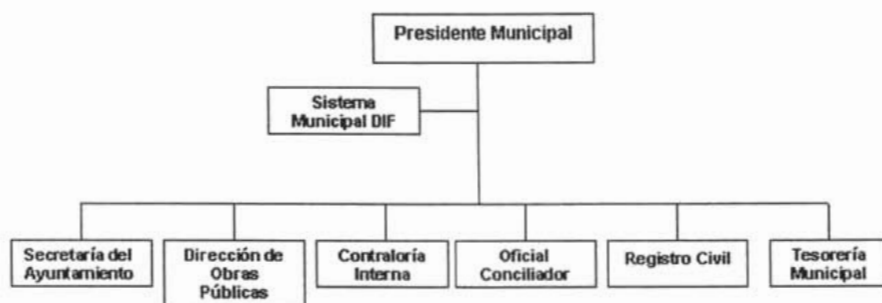 Presidente Municipal
Sistema
Municipal DIF
Secretaría del
Ayuntamiento
Dirección de
Obras
Públicas
Contraloría
Interna
Oficial
Conciliador
Registro Civil
Tesorería
Municipal